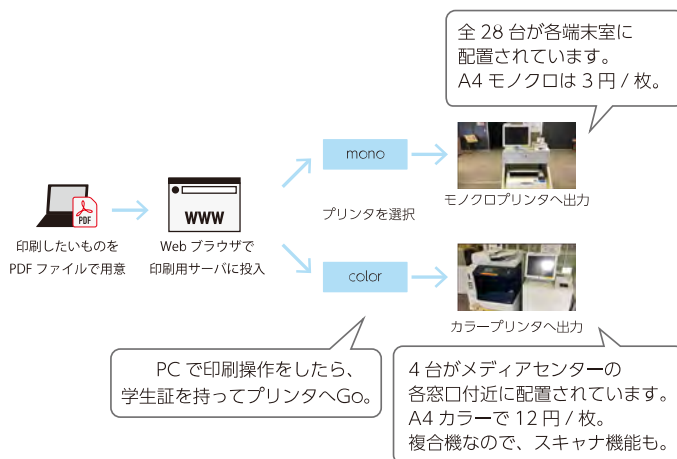 全 28 台が各端末室に
配置されています。
A4 モノクロは 3 円 / 枚。
mono
モノクロプリンタへ出力
PDF
WWW
プリンタを選択
印刷したいものを
PDF ファイルで用意
Web ブラウザで
印刷用サーバに投入
color
カラープリンタへ出力
PC で印刷操作をしたら、
学生証を持ってプリンタへGo。
4 台がメディアセンターの
各窓口付近に配置されています。
A4 カラーで 12 円 / 枚。
複合機なので、スキャナ機能も。